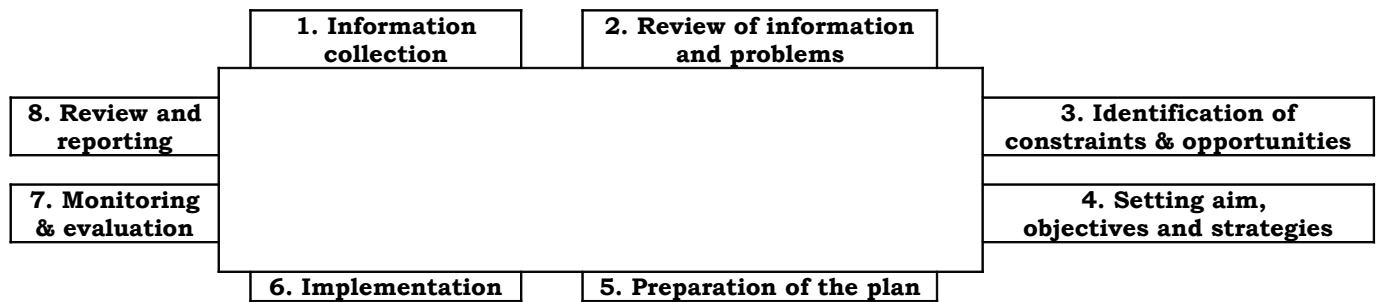 1. Information
collection
2. Review of information
and problems
3. Identification of
constraints & opportunities
4. Setting aim,
objectives and strategies
5. Preparation of the plan
6. Implementation
7. Monitoring
& evaluation
8. Review and
reporting